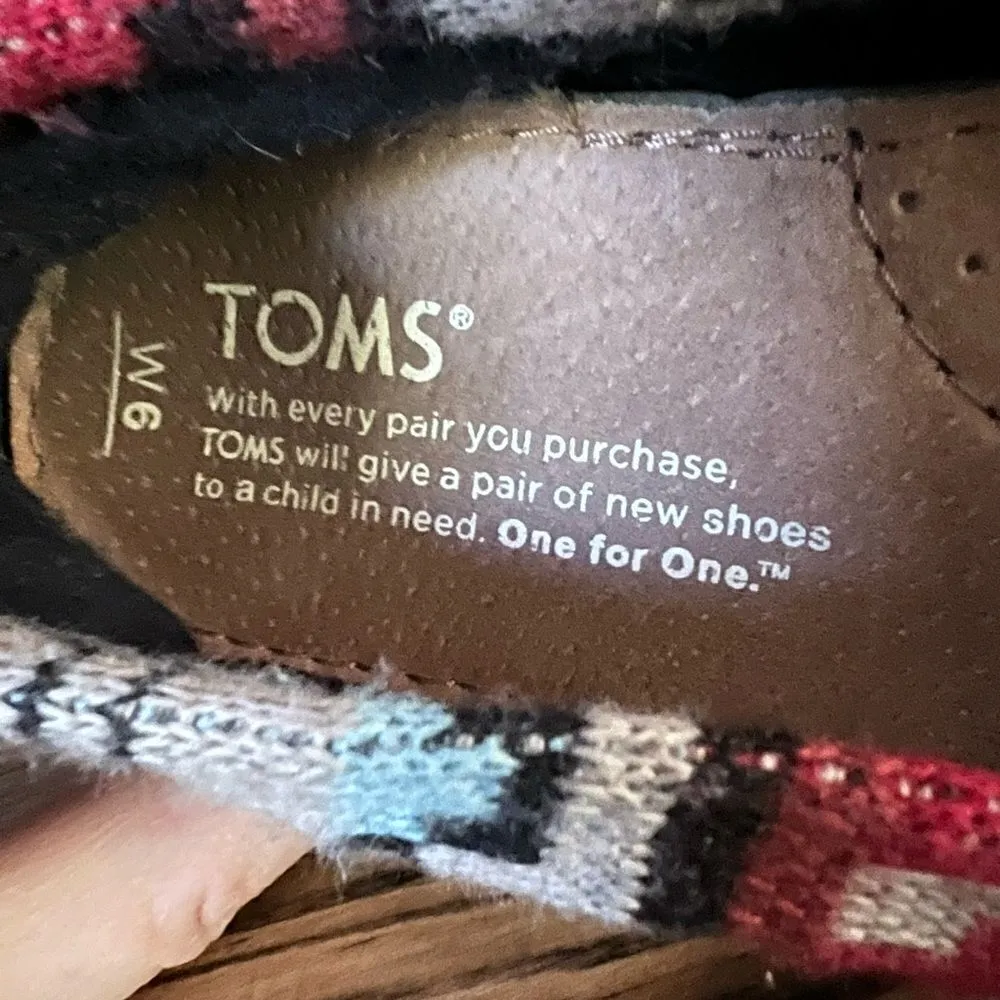 TOMS®
With every pair you purchase,
TOMS will give a pair of new shoes
to a child in need. One for One.™
W6